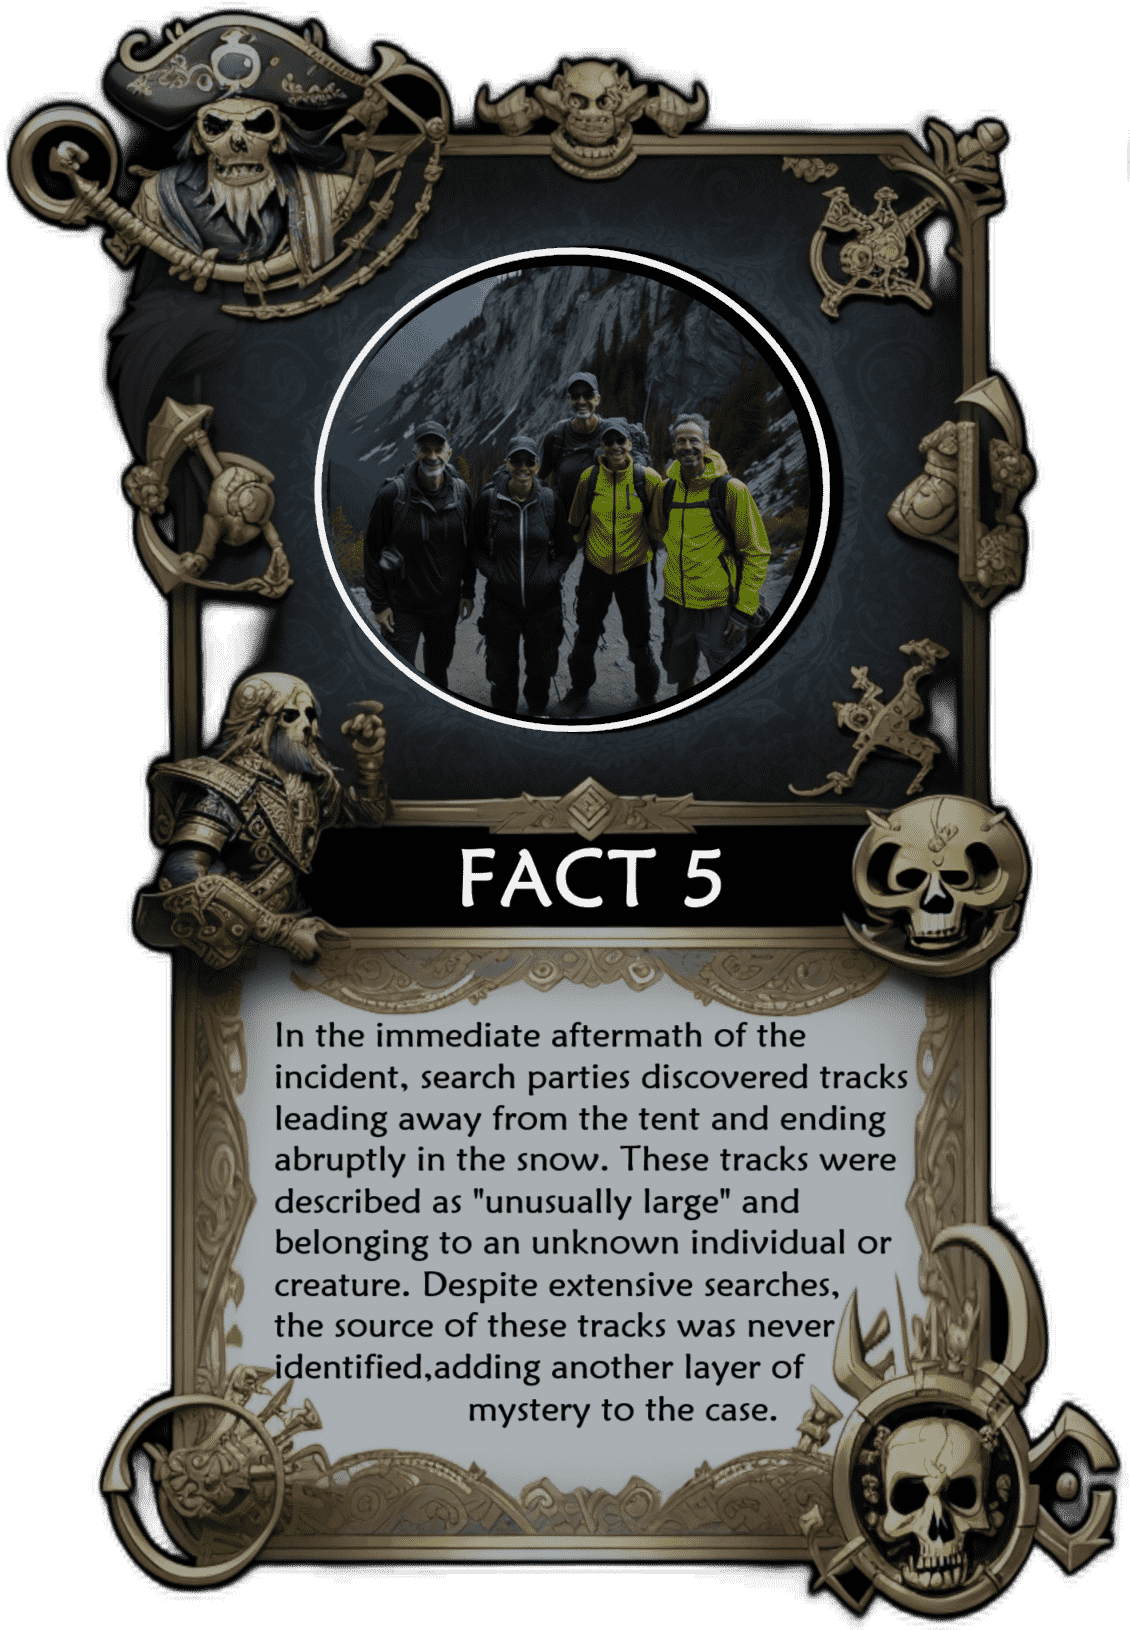 FACT 5
In the immediate aftermath of the
incident, search parties discovered tracks
leading away from the tent and ending
abruptly in the snow. These tracks were
described as "unusually large" and
belonging to an unknown individual or
creature. Despite extensive searches,
the source of these tracks was never
identified,adding another layer of
mystery to the case.